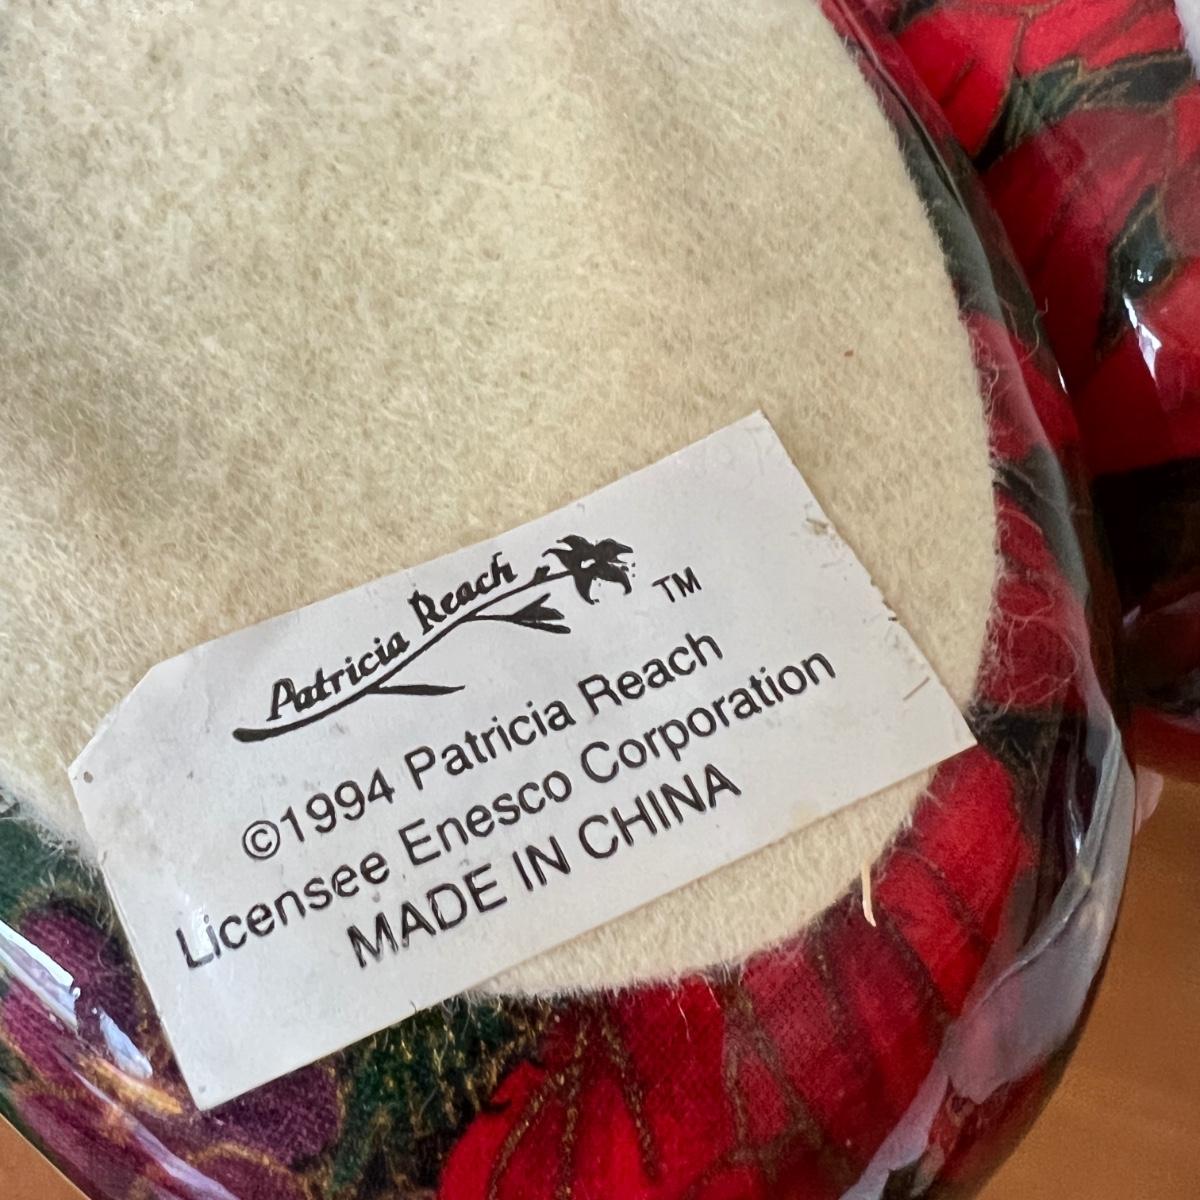 Patricia Reach TM
©1994 Patricia Reach
Licensee Enesco Corporation
MADE IN CHINA